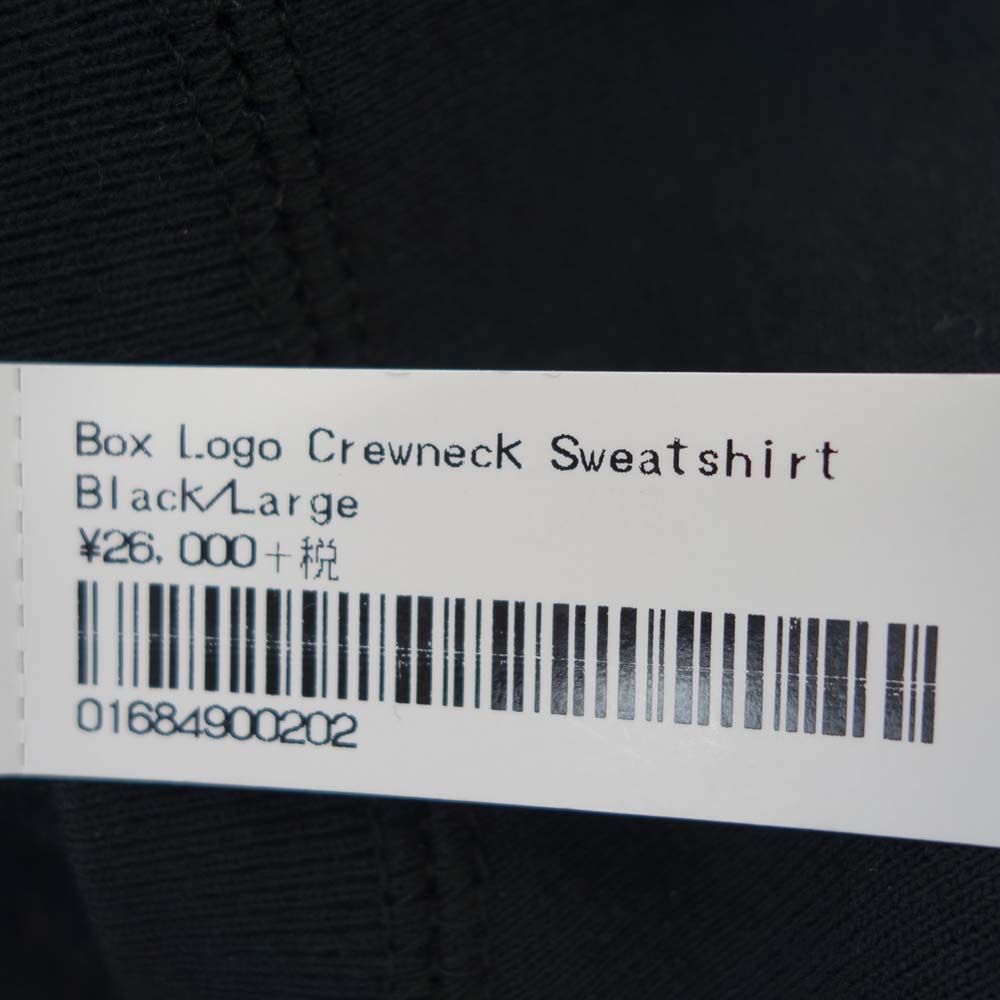 Box Logo Crewneck Sweatshirt
Black/Large
¥26,000+税
01684900202